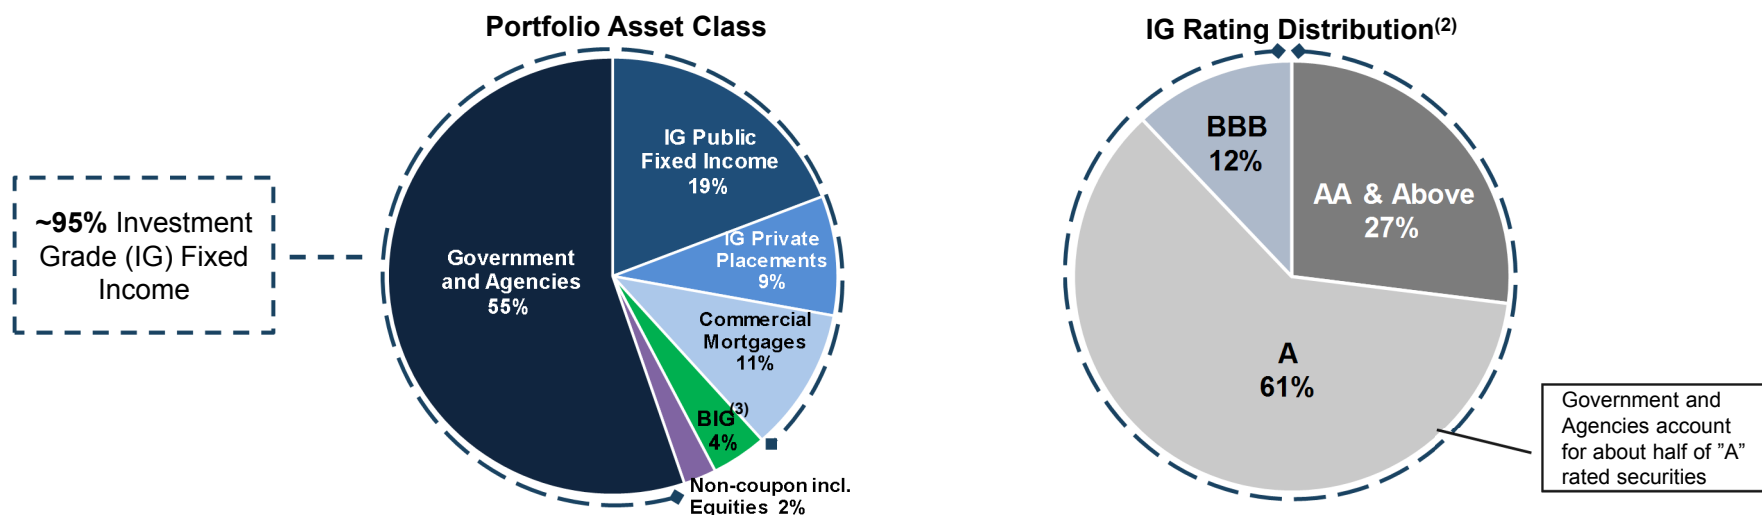 Portfolio Asset Class
IG Public
Fixed Income
19%
IG Private
Placements
9%
Commercial
Mortgages
11%
BIG(3)
4%
Non-coupon incl.
Equities 2%
Government
and Agencies
55%
~95% Investment
Grade (IG) Fixed
Income
IG Rating Distribution(2)
BBB
12%
AA & Above
27%
A
61%
Government and
Agencies account
for about half of ”A”
rated securities